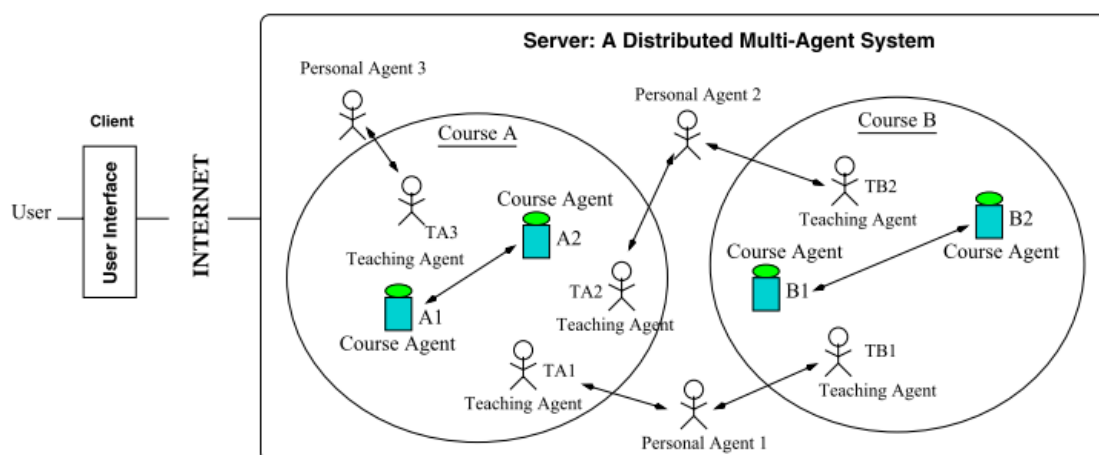 Server: A Distributed Multi-Agent System
Personal Agent 3
Personal Agent 2
Client
Course A
Course B
User Interface
INTERNET
User
TA3
Teaching Agent
Course Agent
A2
TB2
Teaching Agent
B2
Course Agent
Course Agent
B1
A1
Course Agent
TA2
Teaching Agent
TA1
Teaching Agent
TB1
Teaching Agent
Personal Agent 1